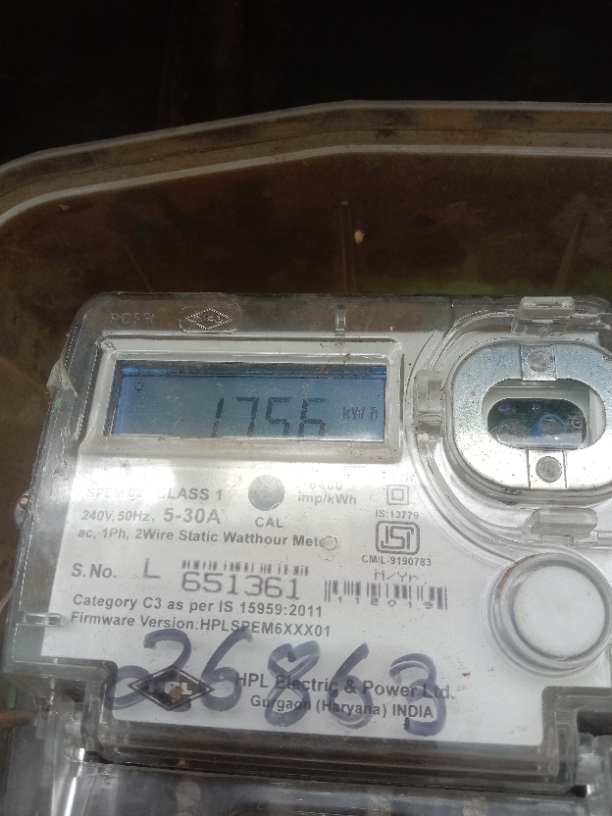 1756 kWh
CLASS 1
imp/kWh
240V, 50Hz, 5-30A
CAL
IS:13779
ac, 1Ph, 2Wire Static Watthour Meter
CM/L-9190783
S.No. L 651361
M/Yr
112019
Category C3 as per IS 15959:2011
Firmware Version:HPLSPEM6XXX01
26863
HPL
HPL Electric & Power Ltd.
Gurgaon (Haryana) INDIA